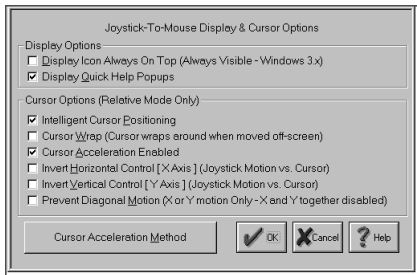 Joystick-To-Mouse Display & Cursor Options
Display Options
Display Icon Always On Top (Always Visible - Windows 3.x)
Display Quick Help Popups
Cursor Options (Relative Mode Only)
Intelligent Cursor Positioning
Cursor Wrap (Cursor wraps around when moved off-screen)
Cursor Acceleration Enabled
Invert Horizontal Control [ X Axis ] (Joystick Motion vs. Cursor)
Invert Vertical Control [ Y Axis ] (Joystick Motion vs. Cursor)
Prevent Diagonal Motion (X or Y motion Only - X and Y together disabled)
Cursor Acceleration Method OK Cancel Help